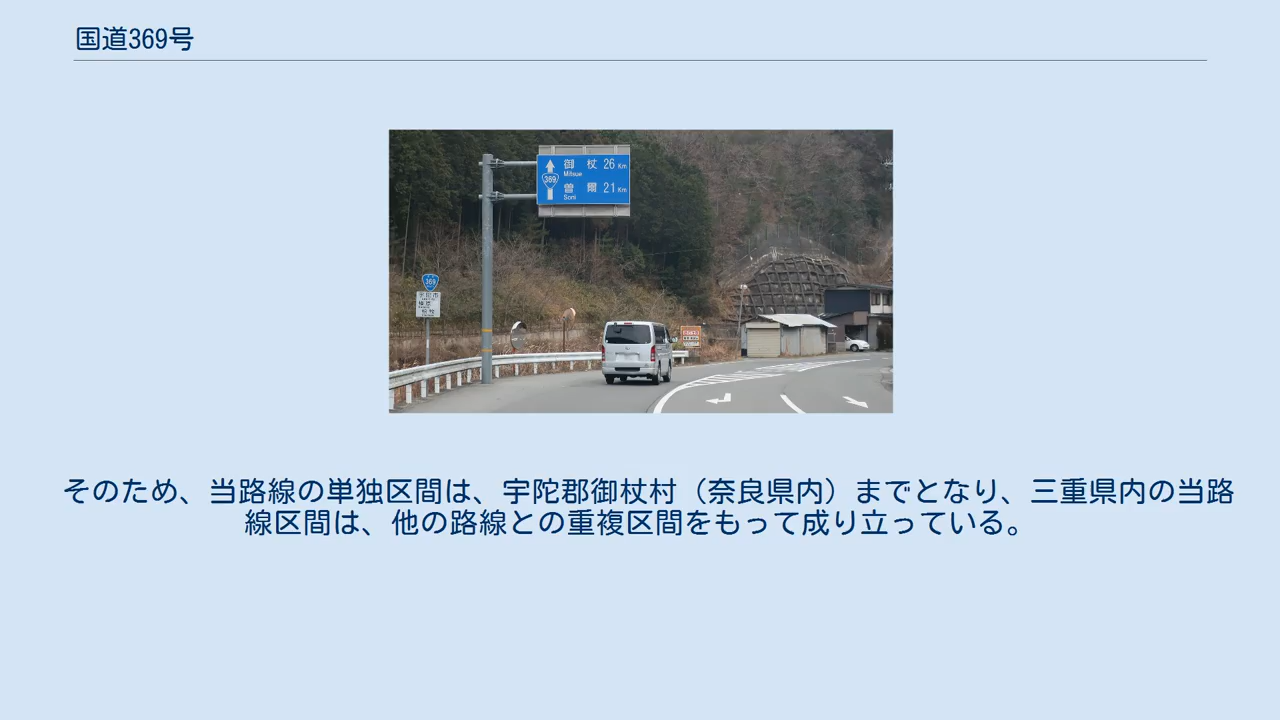 国道369号
御杖 26 Km
Mitsue
369
曽爾 21 Km
Soni
369
そのため、当路線の単独区間は、宇陀郡御杖村（奈良県内）までとなり、三重県内の当路
線区間は、他の路線との重複区間をもって成り立っている。